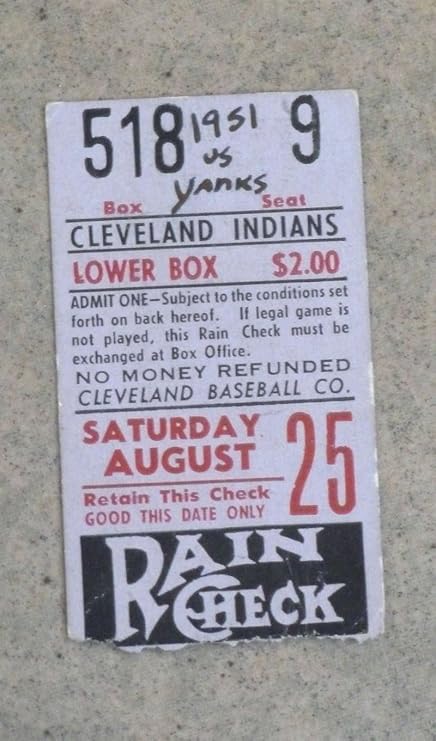 518 1951 9
vs
Yanks
Box Seat
CLEVELAND INDIANS
LOWER BOX $2.00
ADMIT ONE—Subject to the conditions set
forth on back hereof. If legal game is
not played, this Rain Check must be
exchanged at Box Office.
NO MONEY REFUNDED
CLEVELAND BASEBALL CO.
SATURDAY
AUGUST 25
Retain This Check
GOOD THIS DATE ONLY
RAIN
CHECK